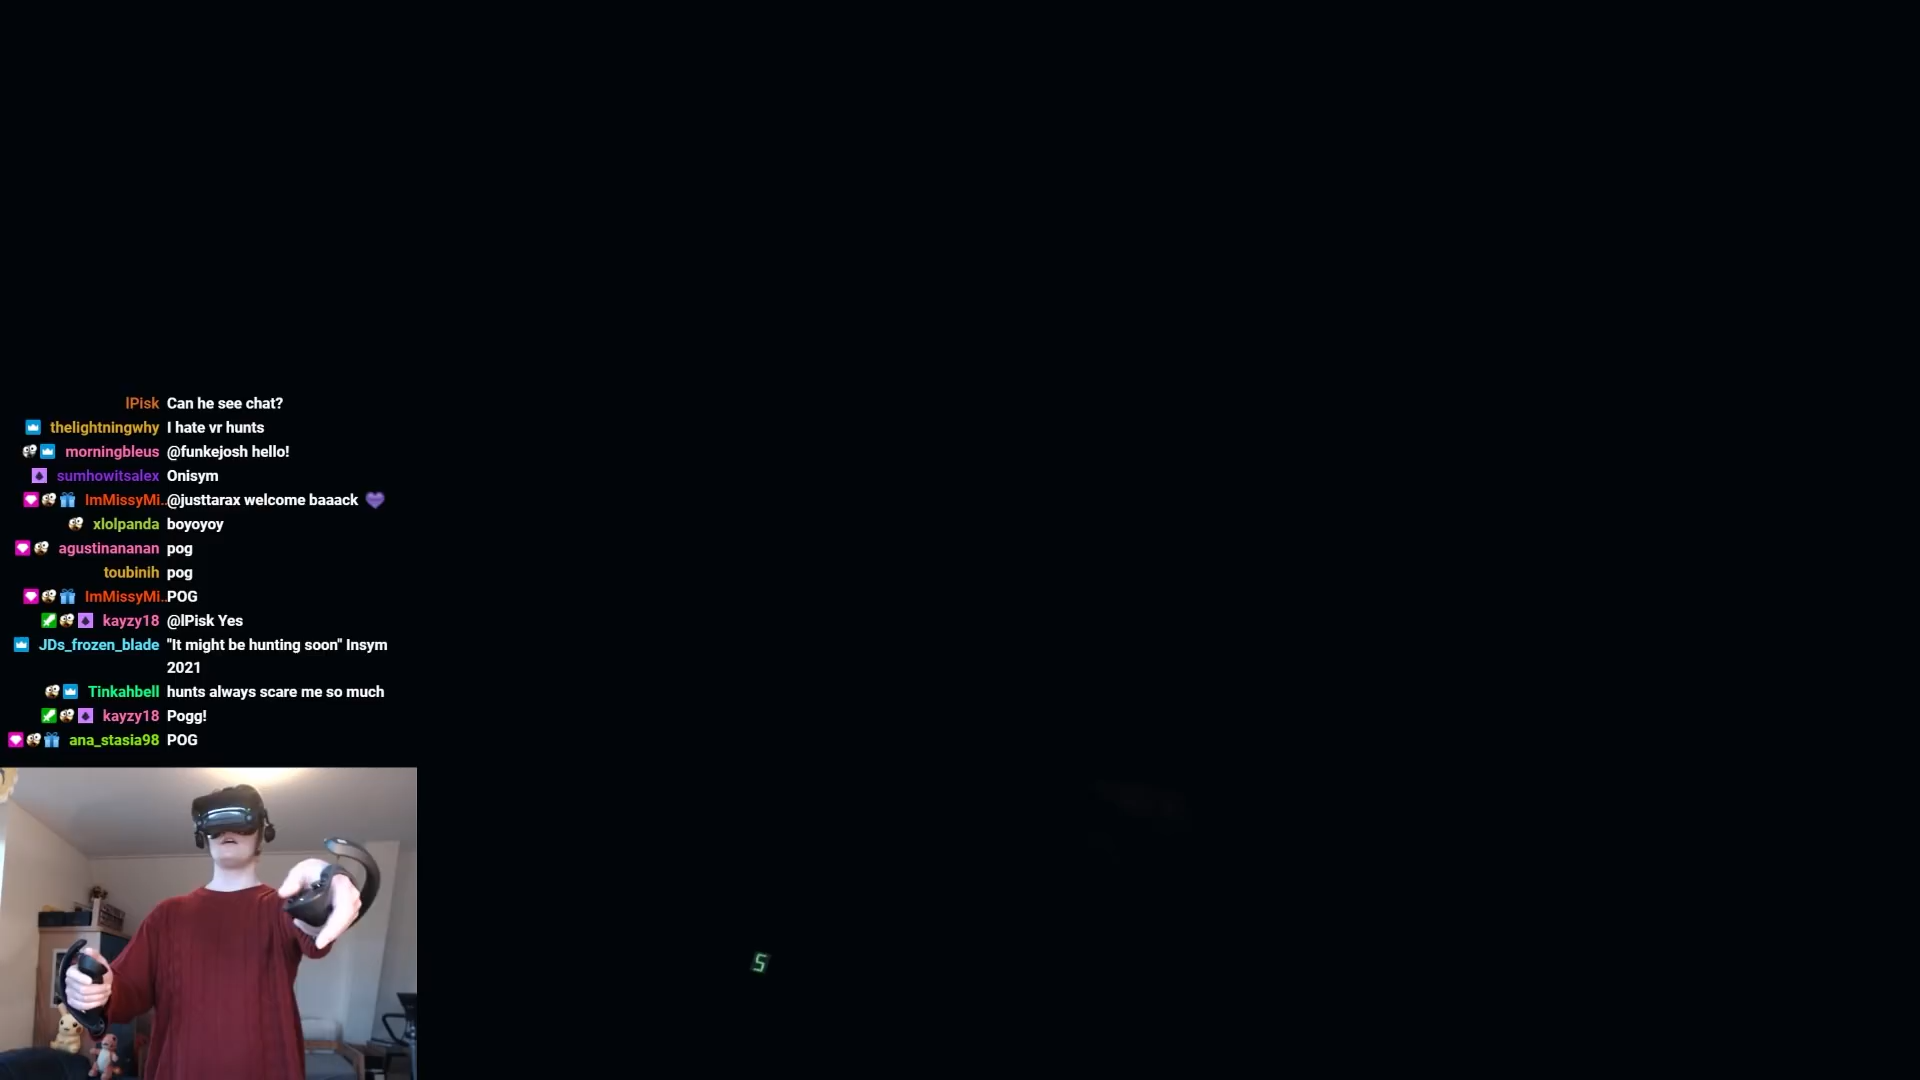 lPisk Can he see chat?
thelightningwhy I hate vr hunts
morningbleus @funkejosh hello!
sumhowitsalex Onisym
ImMissyMi.. @justtarax welcome baaack
xlolpanda boyoyoy
agustinananan pog
toubinih pog
ImMissyMi.. POG
kayzy18 @lPisk Yes
JDs_frozen_blade "It might be hunting soon" Insym
2021
Tinkahbell hunts always scare me so much
kayzy18 Pogg!
ana_stasia98 POG
5